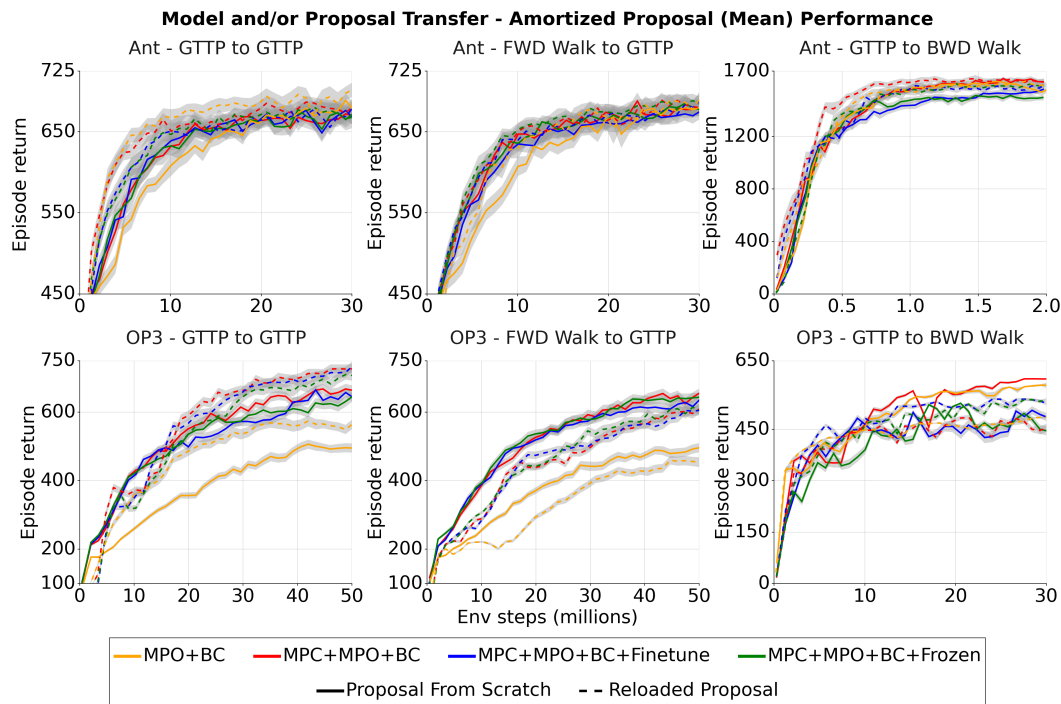 Model and/or Proposal Transfer - Amortized Proposal (Mean) Performance
Ant - GTTP to GTTP
Ant - FWD Walk to GTTP
Ant - GTTP to BWD Walk
Episode return
725
650
550
450
0
10
20
30
Episode return
725
650
550
450
0
10
20
30
Episode return
1700
1200
800
400
0
0.0
0.5
1.0
1.5
2.0
OP3 - GTTP to GTTP
OP3 - FWD Walk to GTTP
OP3 - GTTP to BWD Walk
Episode return
750
600
400
200
100
0
10
20
30
40
50
Episode return
750
600
400
200
100
0
10
20
30
40
50
Episode return
650
450
300
150
0
0
10
20
30
Env steps (millions)
MPO+BC
MPC+MPO+BC
MPC+MPO+BC+Finetune
MPC+MPO+BC+Frozen
Proposal From Scratch
Reloaded Proposal